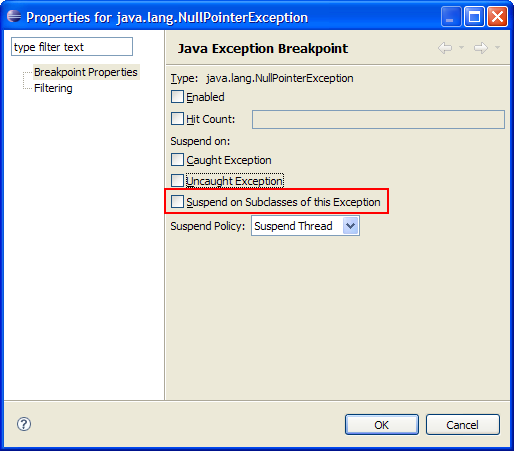 Properties for java.lang.NullPointerException
type filter text
Breakpoint Properties
Filtering
Java Exception Breakpoint
Type: java.lang.NullPointerException
Enabled
Hit Count:
Suspend on:
Caught Exception
Uncaught Exception
Suspend on Subclasses of this Exception
Suspend Policy: Suspend Thread
?
OK Cancel